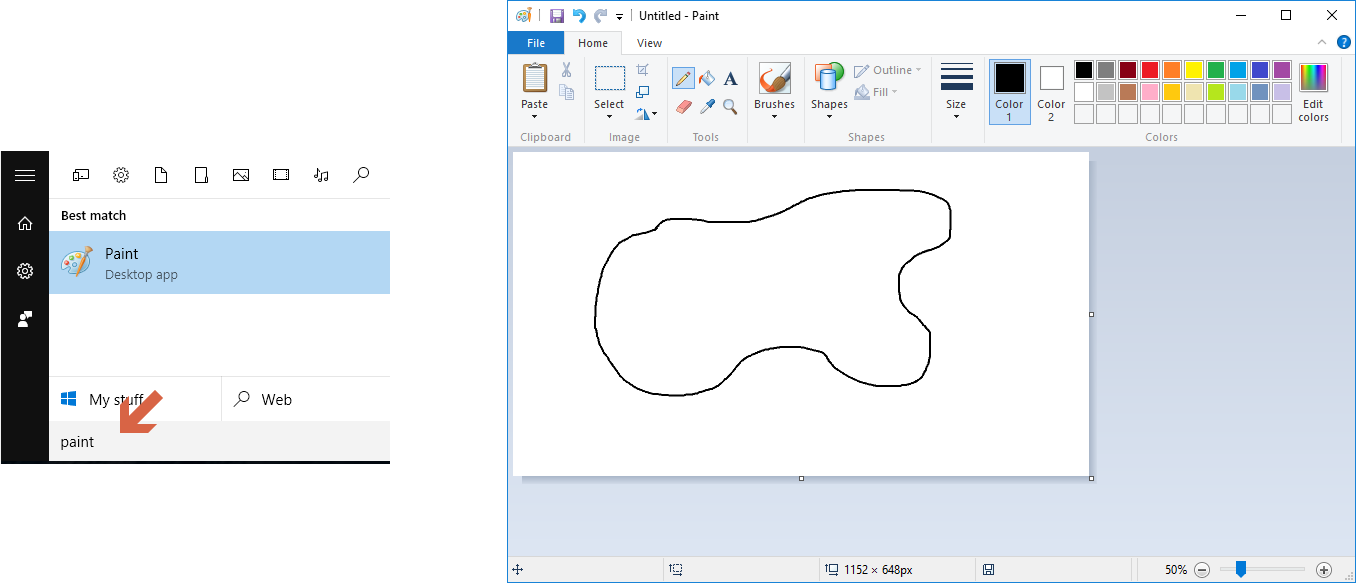 Best match
Paint
Desktop app
My stuff
Web
paint
Untitled - Paint
File
Home
View
Paste
Select
Brushes
Shapes
Outline
Fill
Size
Color 1
Color 2
Edit colors
Clipboard
Image
Tools
Shapes
Colors
1152 × 648px
50%